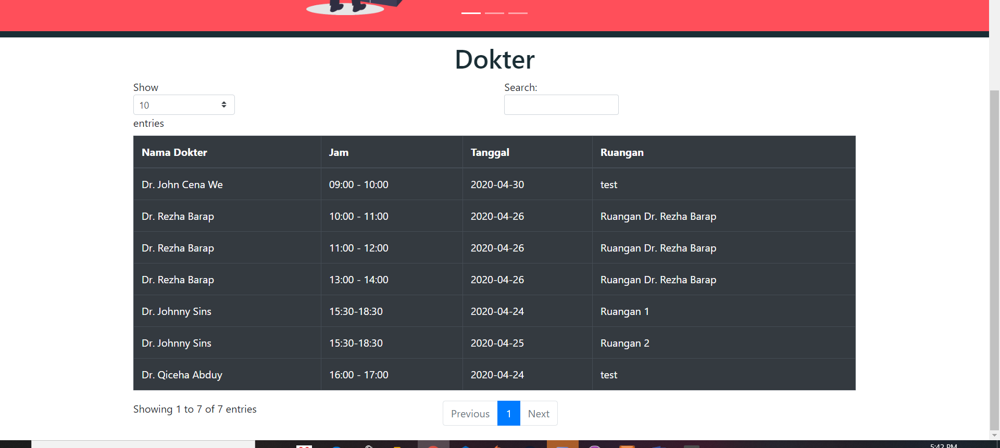 Dokter
Show
10
entries
Search:
Nama Dokter Jam Tanggal Ruangan
Dr. John Cena We 09:00 - 10:00 2020-04-30 test
Dr. Rezha Barap 10:00 - 11:00 2020-04-26 Ruangan Dr. Rezha Barap
Dr. Rezha Barap 11:00 - 12:00 2020-04-26 Ruangan Dr. Rezha Barap
Dr. Rezha Barap 13:00 - 14:00 2020-04-26 Ruangan Dr. Rezha Barap
Dr. Johnny Sins 15:30-18:30 2020-04-24 Ruangan 1
Dr. Johnny Sins 15:30-18:30 2020-04-25 Ruangan 2
Dr. Qiceha Abduy 16:00 - 17:00 2020-04-24 test
Showing 1 to 7 of 7 entries
Previous 1 Next
5:42 PM